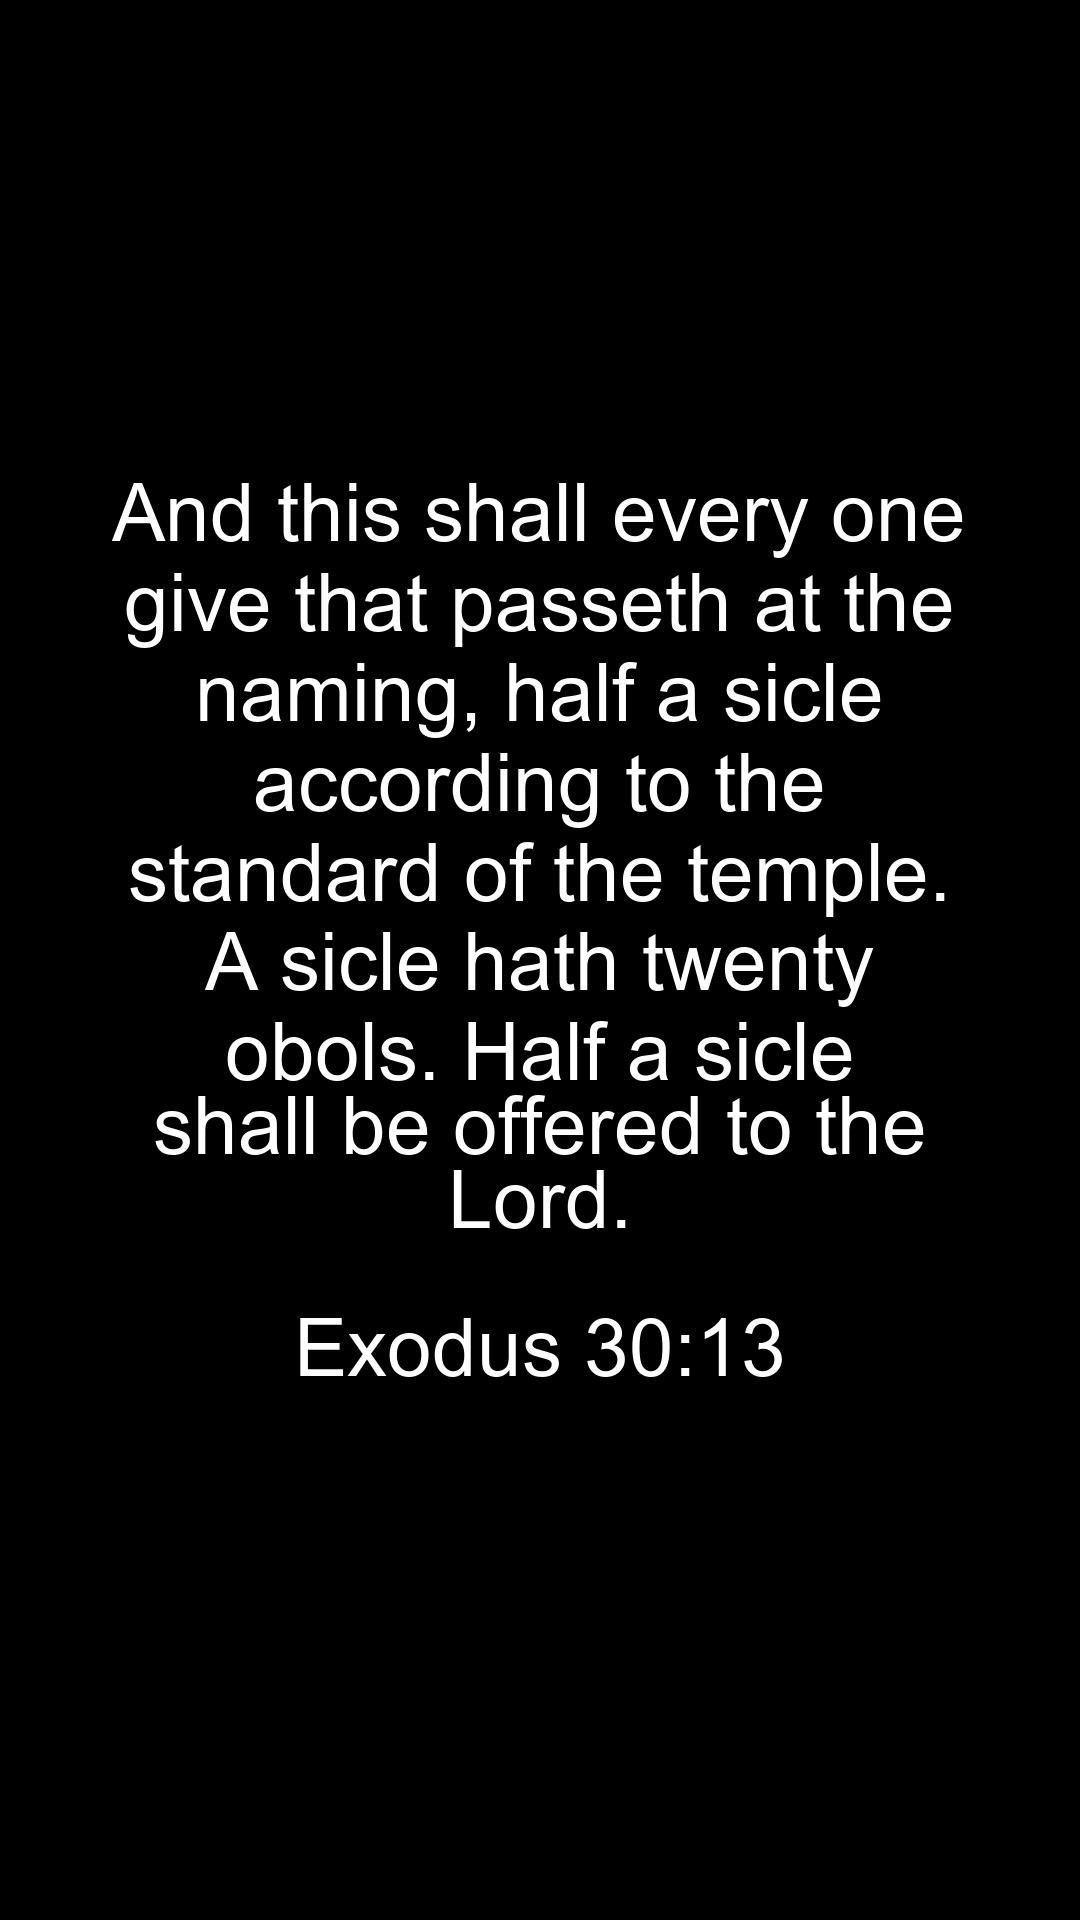 And this shall every one
give that passeth at the
naming, half a sicle
according to the
standard of the temple.
A sicle hath twenty
obols. Half a sicle
shall be offered to the
Lord.
Exodus 30:13